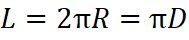 L = 2πR = πD